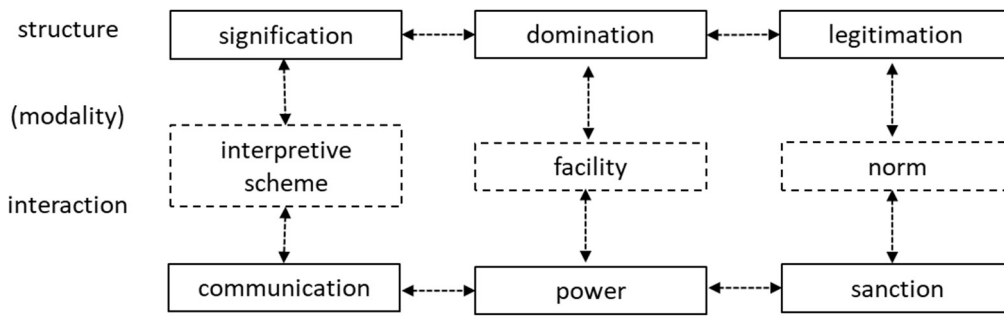 structure
signification
domination
legitimation
(modality)
interpretive
scheme
facility
norm
interaction
communication
power
sanction